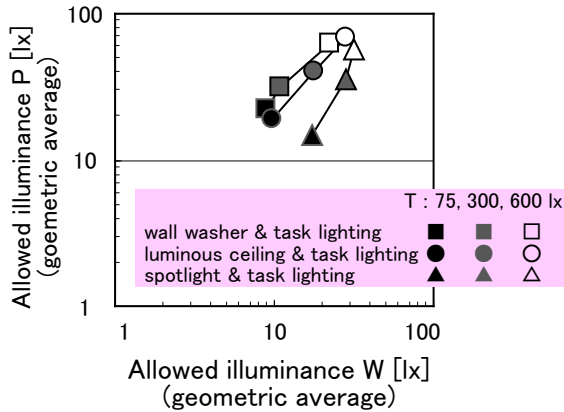 Allowed illuminance P [lx]
(goemetric average)
100
10
1
T : 75, 300, 600 lx
wall washer & task lighting
luminous ceiling & task lighting
spotlight & task lighting
1
10
100
Allowed illuminance W [lx]
(geometric average)